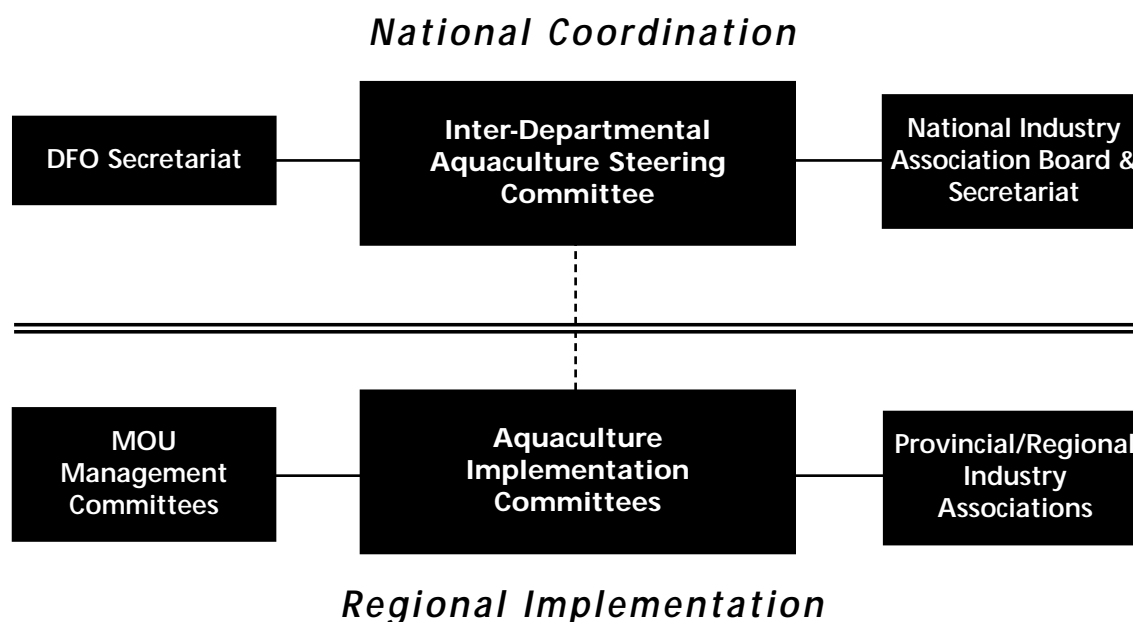 National Coordination
DFO Secretariat
Inter-Departmental
Aquaculture Steering
Committee
National Industry
Association Board &
Secretariat
MOU
Management
Committees
Aquaculture
Implementation
Committees
Provincial/Regional
Industry
Associations
Regional Implementation